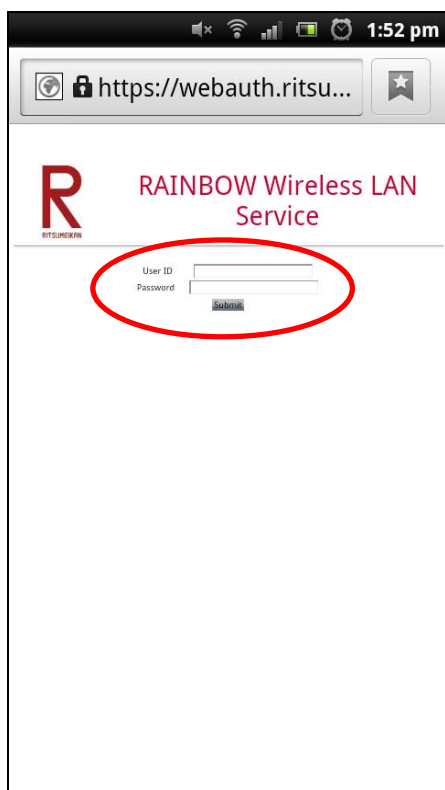 1:52 pm
https://webauth.ritsu...
R
RITSUMEIKAN
RAINBOW Wireless LAN
Service
User ID
Password
Submit